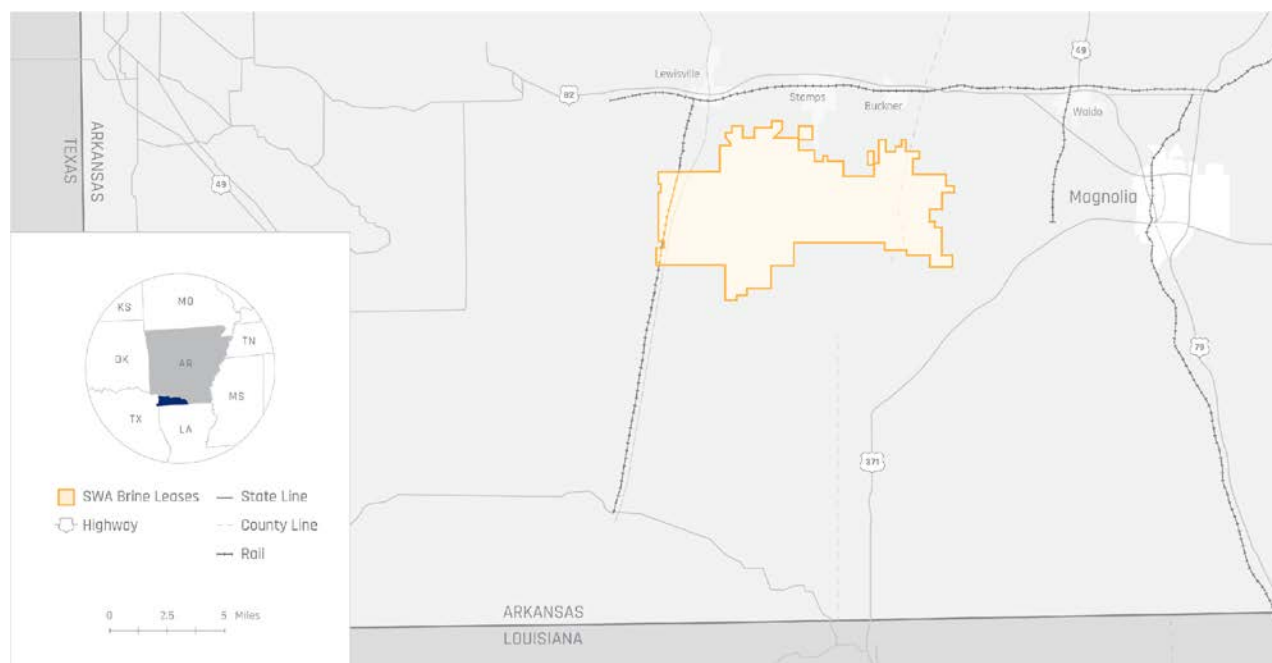 Lewisville
82
Stamps
Buckner
49
Waldo
Magnolia
TEXAS
ARKANSAS
49
79
371
KS
MO
OK
AR
TN
TX
LA
MS
SWA Brine Leases
State Line
Highway
County Line
Rail
0 2.5 5 Miles
ARKANSAS
LOUISIANA